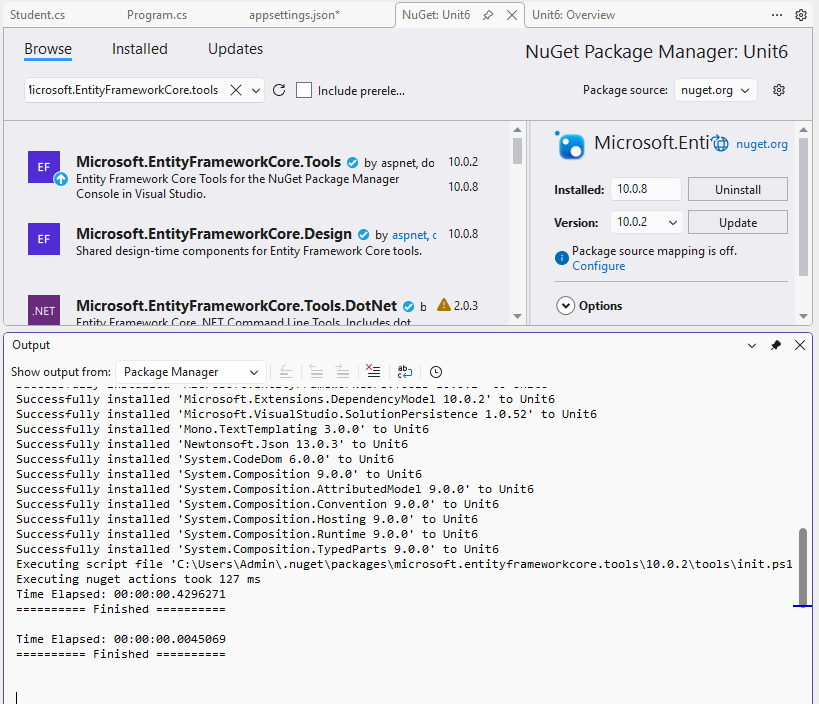 Student.cs Program.cs appsettings.json* NuGet: Unit6 Unit6: Overview
Browse Installed Updates NuGet Package Manager: Unit6
licrosoft.EntityFrameworkCore.tools Include prerele... Package source: nuget.org
EF
Microsoft.EntityFrameworkCore.Tools by aspnet, do 10.0.2
Entity Framework Core Tools for the NuGet Package Manager 10.0.8
Console in Visual Studio.
EF
Microsoft.EntityFrameworkCore.Design by aspnet, c 10.0.8
Shared design-time components for Entity Framework Core tools.
.NET
Microsoft.EntityFrameworkCore.Tools.DotNet b 2.0.3
Entity Framework Core .NET Command Line Tools. Includes dot
Microsoft.Enti nuget.org
Installed: 10.0.8 Uninstall
Version: 10.0.2 Update
Package source mapping is off.
Configure
Options
Output
Show output from: Package Manager
Successfully installed 'Microsoft.Extensions.DependencyModel 10.0.2' to Unit6
Successfully installed 'Microsoft.VisualStudio.SolutionPersistence 1.0.52' to Unit6
Successfully installed 'Mono.TextTemplating 3.0.0' to Unit6
Successfully installed 'Newtonsoft.Json 13.0.3' to Unit6
Successfully installed 'System.CodeDom 6.0.0' to Unit6
Successfully installed 'System.Composition 9.0.0' to Unit6
Successfully installed 'System.Composition.AttributedModel 9.0.0' to Unit6
Successfully installed 'System.Composition.Convention 9.0.0' to Unit6
Successfully installed 'System.Composition.Hosting 9.0.0' to Unit6
Successfully installed 'System.Composition.Runtime 9.0.0' to Unit6
Successfully installed 'System.Composition.TypedParts 9.0.0' to Unit6
Executing script file 'C:\Users\Admin\.nuget\packages\microsoft.entityframeworkcore.tools\10.0.2\tools\init.ps1
Executing nuget actions took 127 ms
Time Elapsed: 00:00:00.4296271
========== Finished ==========
Time Elapsed: 00:00:00.0045069
========== Finished ==========